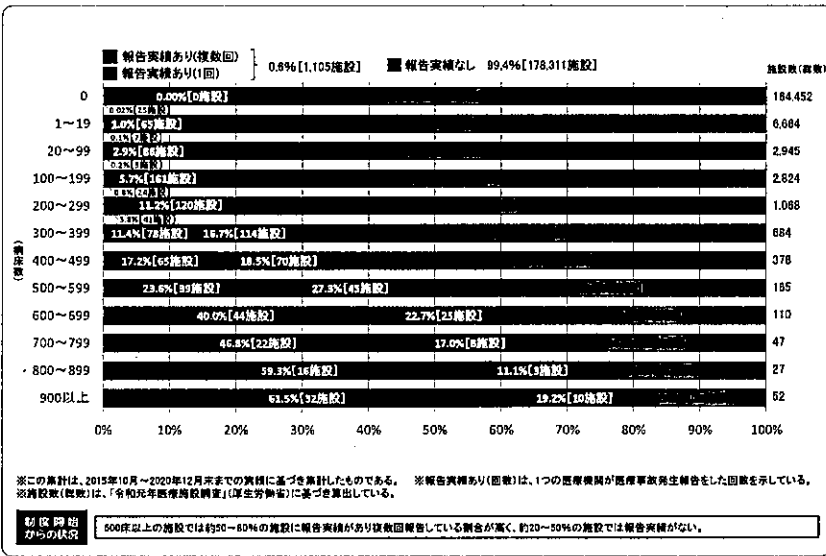 報告実績あり(複数回)
報告実績あり(1回)
0.6%[1,105施設]
報告実績なし 99.4%[178,311施設]
施設数(総数)
0 0.00%[0施設] 164,452
0.02%[25施設]
1～19 1.0%[65施設] 6,684
0.1%[7施設]
20～99 2.9%[86施設] 2,945
100～199 5.7%[161施設] 2,824
200～299 11.2%[120施設] 1,068
300～399 11.4%[78施設] 16.7%[114施設] 684
400～499 17.2%[65施設] 18.5%[70施設] 378
500～599 23.6%[39施設] 27.3%[45施設] 165
600～699 40.0%[44施設] 22.7%[25施設] 110
700～799 46.8%[22施設] 17.0%[8施設] 47
800～899 59.3%[16施設] 11.1%[3施設] 27
900以上 61.5%[32施設] 19.2%[10施設] 52
(病床数)
0% 10% 20% 30% 40% 50% 60% 70% 80% 90% 100%
※この集計は、2015年10月～2020年12月末までの実績に基づき集計したものである。 ※報告実績あり(回数)は、1つの医療機関が医療事故発生報告をした回数を示している。
※施設数(総数)は、「令和元年医療施設調査」(厚生労働省)に基づき算出している。
制度開始
からの状況
500床以上の施設では約50～80%の施設に報告実績があり複数回報告している割合が高く、約20～50%の施設では報告実績がない。